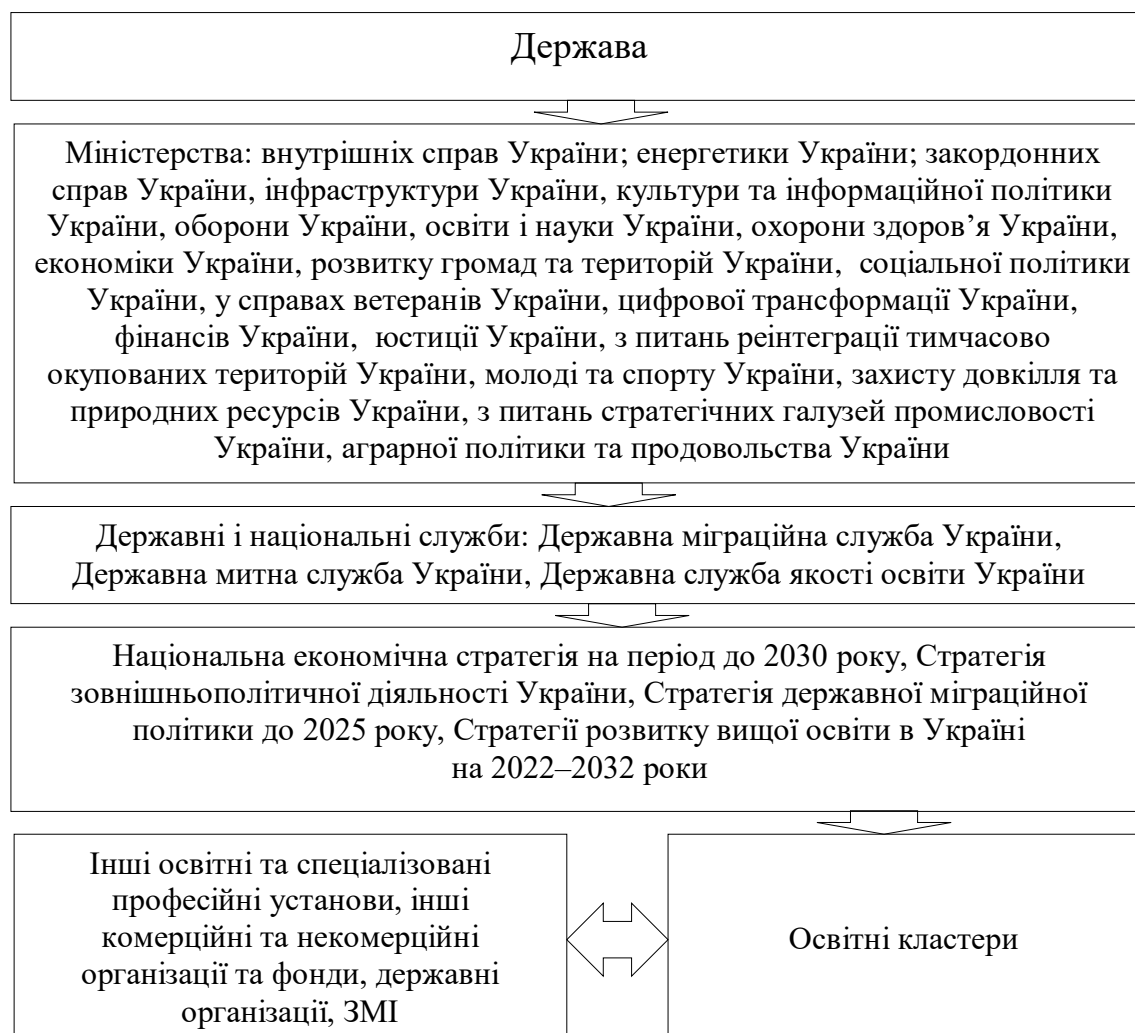 Держава
Міністерства: внутрішніх справ України; енергетики України; закордонних
справ України, інфраструктури України, культури та інформаційної політики
України, оборони України, освіти і науки України, охорони здоров’я України,
економіки України, розвитку громад та територій України, соціальної політики
України, у справах ветеранів України, цифрової трансформації України,
фінансів України, юстиції України, з питань реінтеграції тимчасово
окупованих територій України, молоді та спорту України, захисту довкілля та
природних ресурсів України, з питань стратегічних галузей промисловості
України, аграрної політики та продовольства України
Державні і національні служби: Державна міграційна служба України,
Державна митна служба України, Державна служба якості освіти України
Національна економічна стратегія на період до 2030 року, Стратегія
зовнішньополітичної діяльності України, Стратегія державної міграційної
політики до 2025 року, Стратегії розвитку вищої освіти в Україні
на 2022–2032 роки
Інші освітні та спеціалізовані
професійні установи, інші
комерційні та некомерційні
організації та фонди, державні
організації, ЗМІ
Освітні кластери